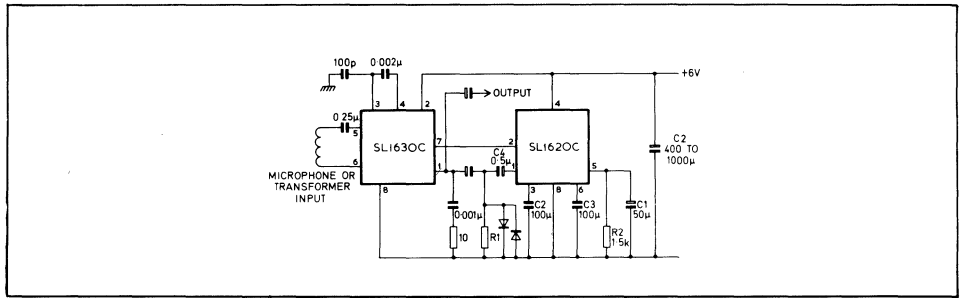 100p
0·002μ
+6V
OUTPUT
3
4
2
4
0 25μ
5
SL1630C
7
2
SL1620C
C2
400 TO
1000μ
6
1
C4
0·5μ
1
5
MICROPHONE OR
TRANSFORMER
INPUT
8
3
8
6
0·001μ
C2
100μ
C3
100μ
C1
50μ
10
R1
R2
1·5k